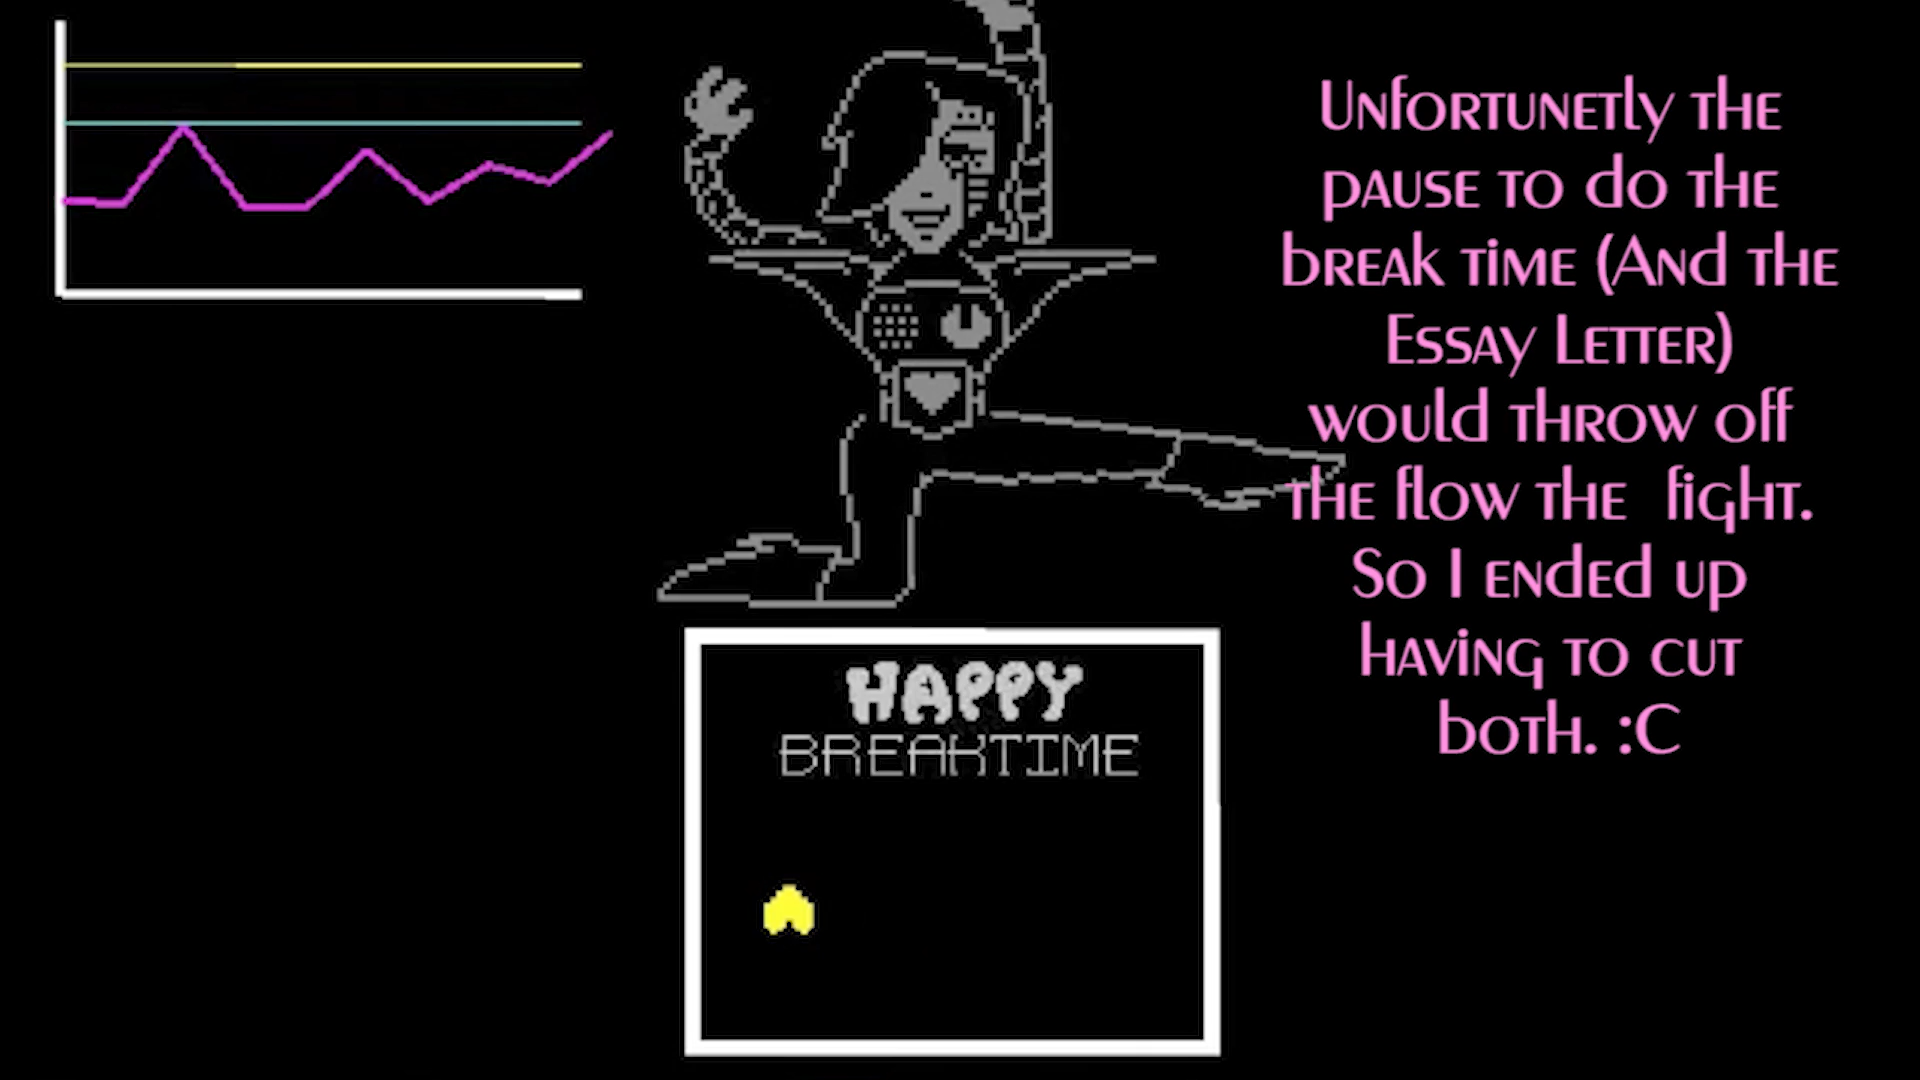 Unfortunetly the
pause to do the
break time (And the
Essay Letter)
would throw off
the flow the  fight.
So I ended up
having to cut
both. :C
HAPPY
BREAKTIME